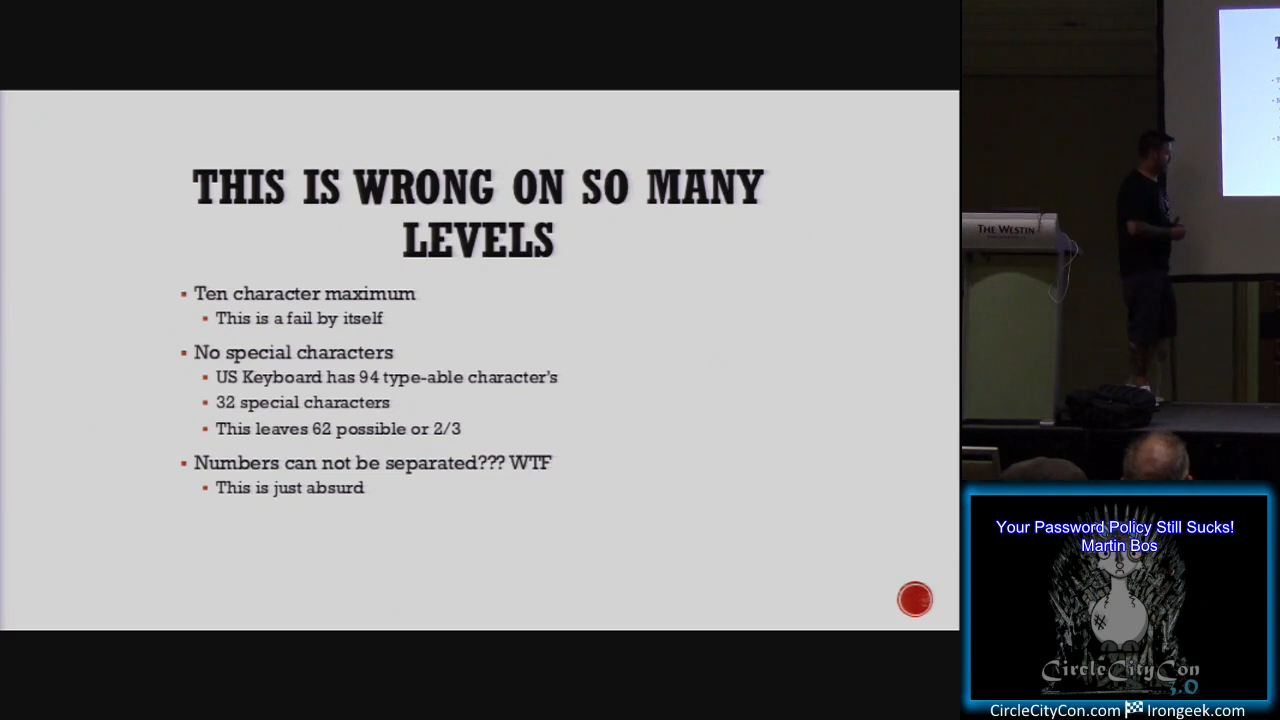 THIS IS WRONG ON SO MANY
LEVELS
Ten character maximum
This is a fail by itself
No special characters
US Keyboard has 94 type-able character's
32 special characters
This leaves 62 possible or 2/3
Numbers can not be separated??? WTF
This is just absurd
THE WESTIN
Your Password Policy Still Sucks!
Martin Bos
CircleCityCon
3.0
CircleCityCon.com Irongeek.com